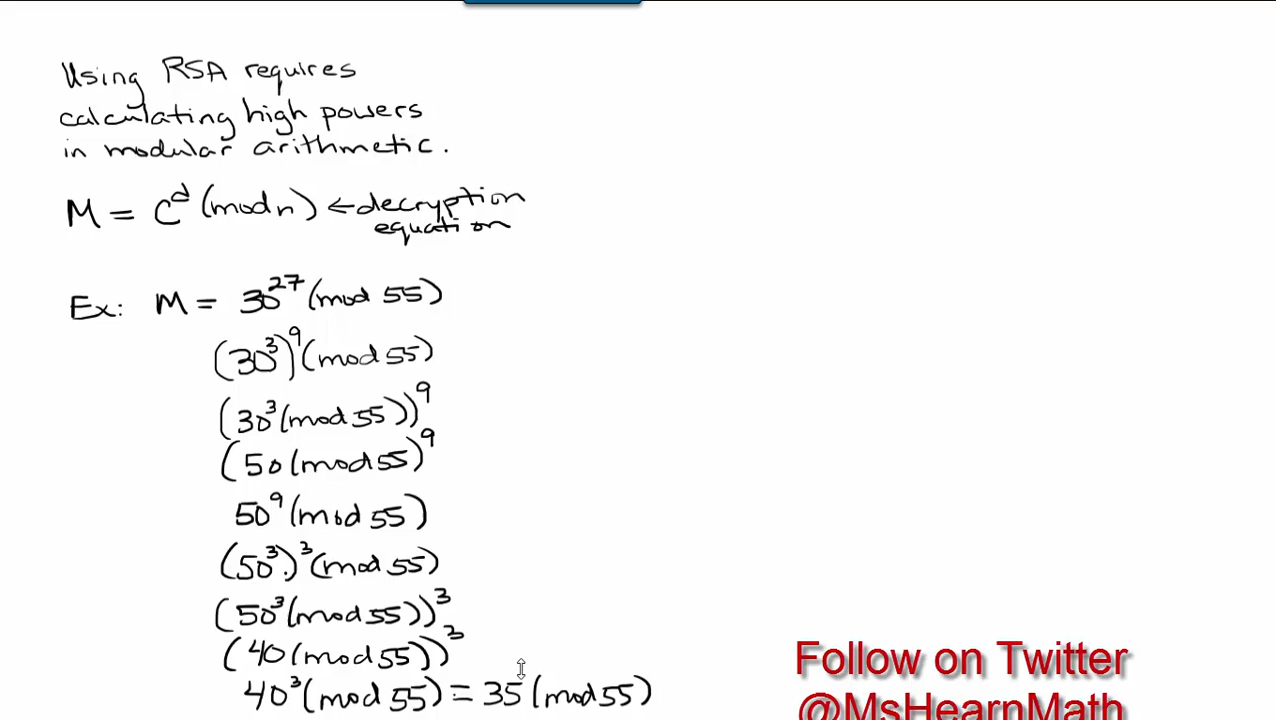 Using RSA requires
calculating high powers
in modular arithmetic.
M = C^d (mod n) ← decryption
equation
Ex: M = 30^27 (mod 55)
(30^3)^9 (mod 55)
(30^3 (mod 55))^9
(50 (mod 55)^9
50^9 (mod 55)
(50^3)^3 (mod 55)
(50^3 (mod 55))^3
(40 (mod 55))^3
40^3 (mod 55) = 35 (mod 55)
Follow on Twitter
@MsHearnMath